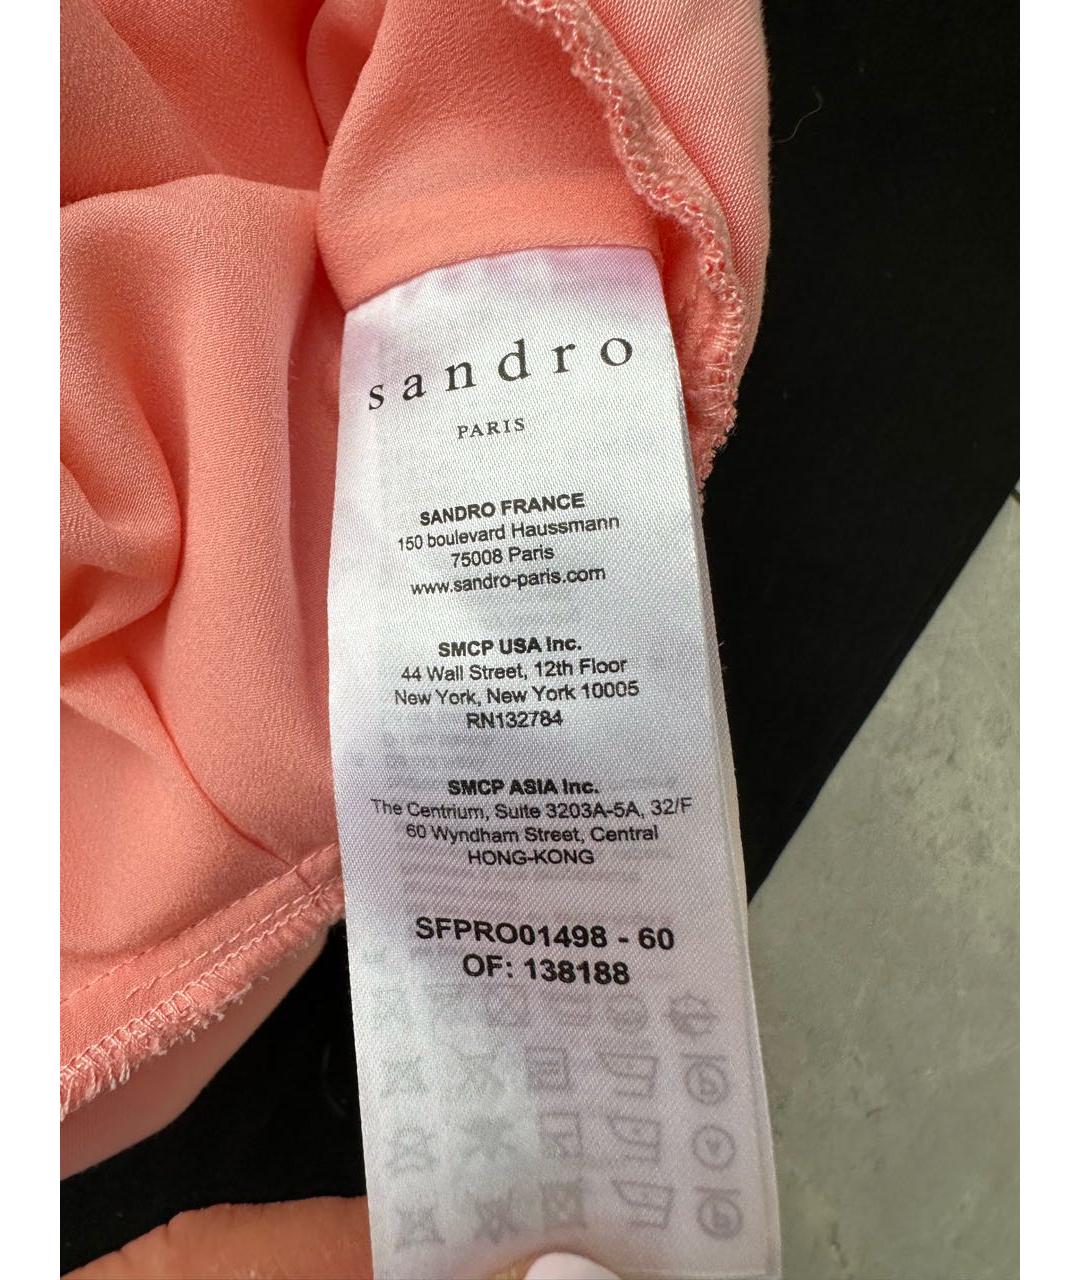 sandro
PARIS
SANDRO FRANCE
150 boulevard Haussmann
75008 Paris
www.sandro-paris.com
SMCP USA Inc.
44 Wall Street, 12th Floor
New York, New York 10005
RN132784
SMCP ASIA Inc.
The Centrium, Suite 3203A-5A, 32/F
60 Wyndham Street, Central
HONG-KONG
SFPRO01498 - 60
OF: 138188